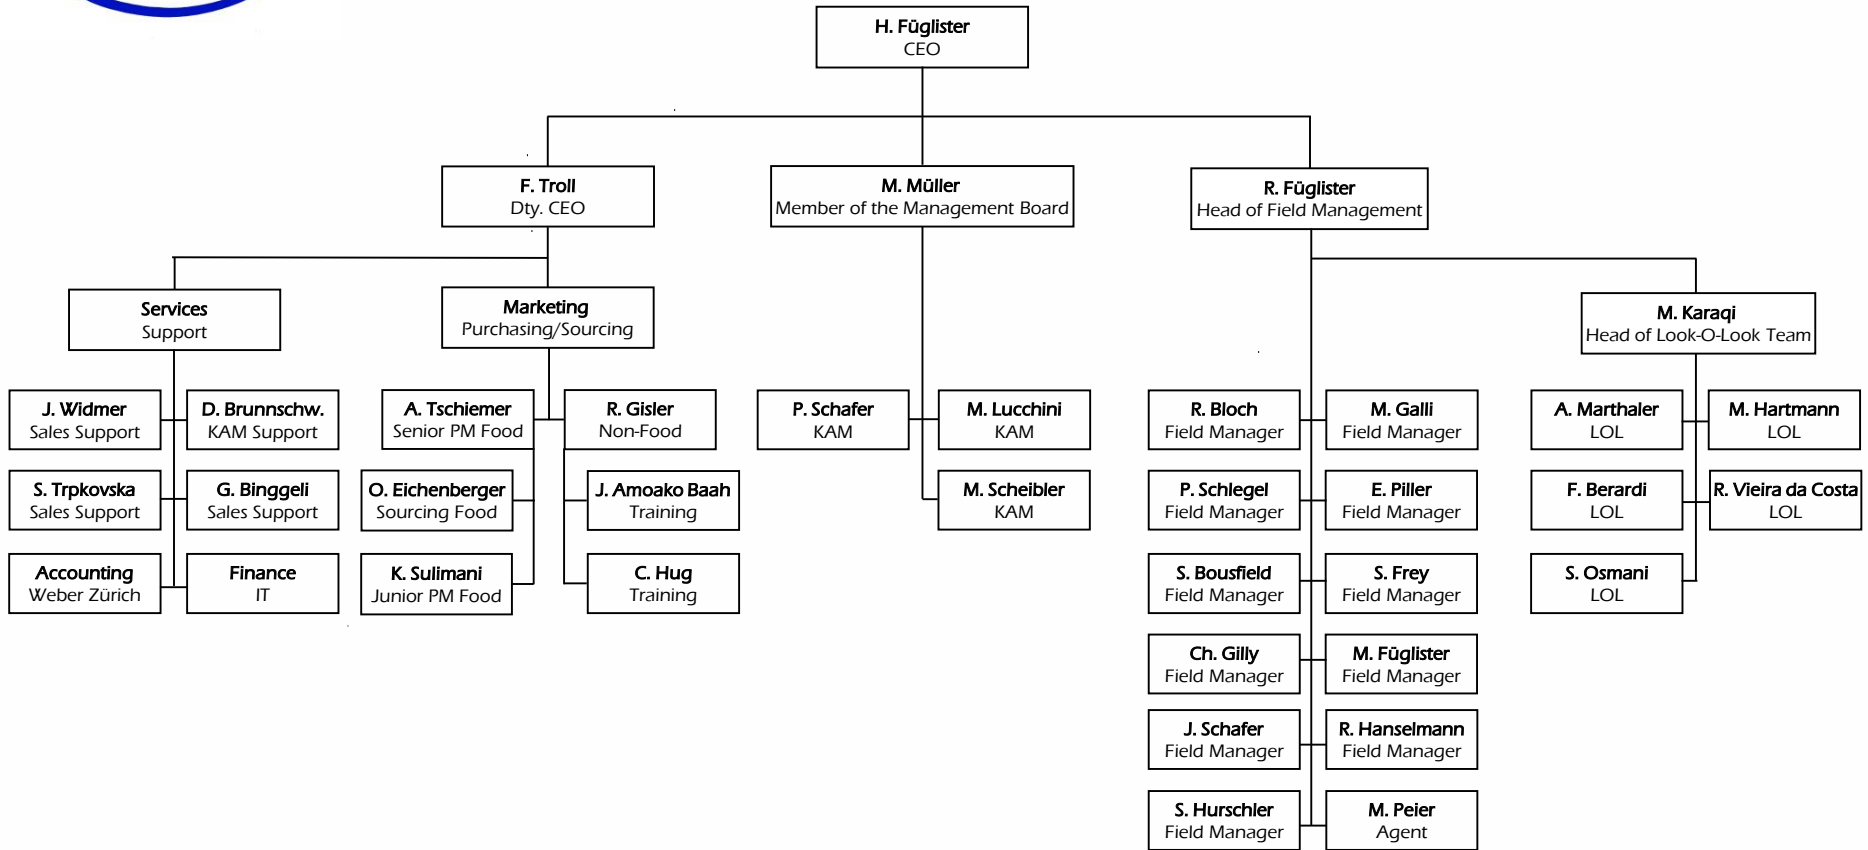 H. Füglister
CEO
F. Troll
Dty. CEO
M. Müller
Member of the Management Board
R. Füglister
Head of Field Management
Services
Support
Marketing
Purchasing/Sourcing
M. Karaqi
Head of Look-O-Look Team
J. Widmer
Sales Support
D. Brunnschw.
KAM Support
S. Trpkovska
Sales Support
G. Binggeli
Sales Support
Accounting
Weber Zürich
Finance
IT
A. Tschiemer
Senior PM Food
R. Gisler
Non-Food
O. Eichenberger
Sourcing Food
J. Amoako Baah
Training
K. Sulimani
Junior PM Food
C. Hug
Training
P. Schafer
KAM
M. Lucchini
KAM
M. Scheibler
KAM
R. Bloch
Field Manager
M. Galli
Field Manager
P. Schlegel
Field Manager
E. Piller
Field Manager
S. Bousfield
Field Manager
S. Frey
Field Manager
Ch. Gilly
Field Manager
M. Füglister
Field Manager
J. Schafer
Field Manager
R. Hanselmann
Field Manager
S. Hurschler
Field Manager
M. Peier
Agent
A. Marthaler
LOL
M. Hartmann
LOL
F. Berardi
LOL
R. Vieira da Costa
LOL
S. Osmani
LOL